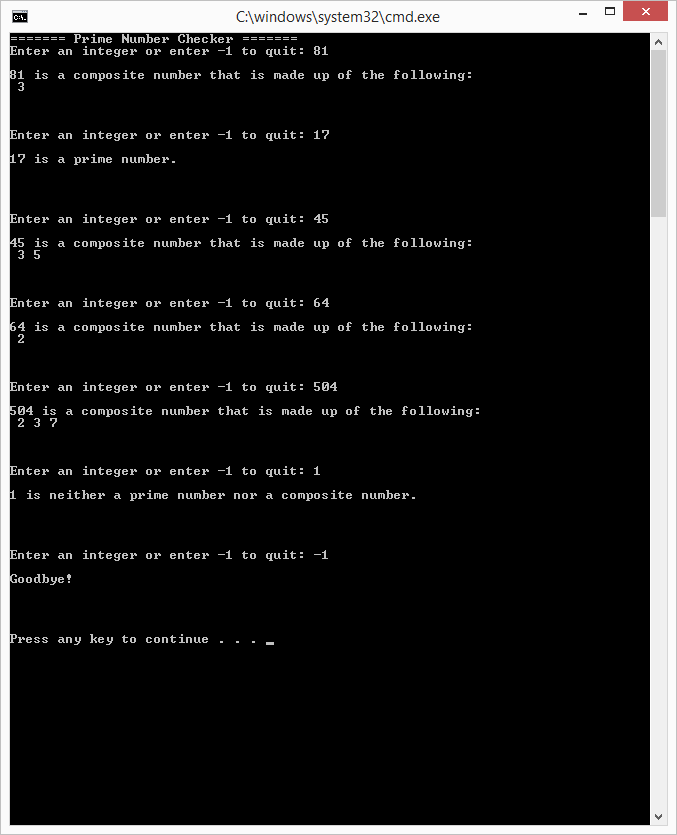 C:\windows\system32\cmd.exe
======= Prime Number Checker =======
Enter an integer or enter -1 to quit: 81
81 is a composite number that is made up of the following:
3
Enter an integer or enter -1 to quit: 17
17 is a prime number.
Enter an integer or enter -1 to quit: 45
45 is a composite number that is made up of the following:
3 5
Enter an integer or enter -1 to quit: 64
64 is a composite number that is made up of the following:
2
Enter an integer or enter -1 to quit: 504
504 is a composite number that is made up of the following:
2 3 7
Enter an integer or enter -1 to quit: 1
1 is neither a prime number nor a composite number.
Enter an integer or enter -1 to quit: -1
Goodbye!
Press any key to continue . . . _